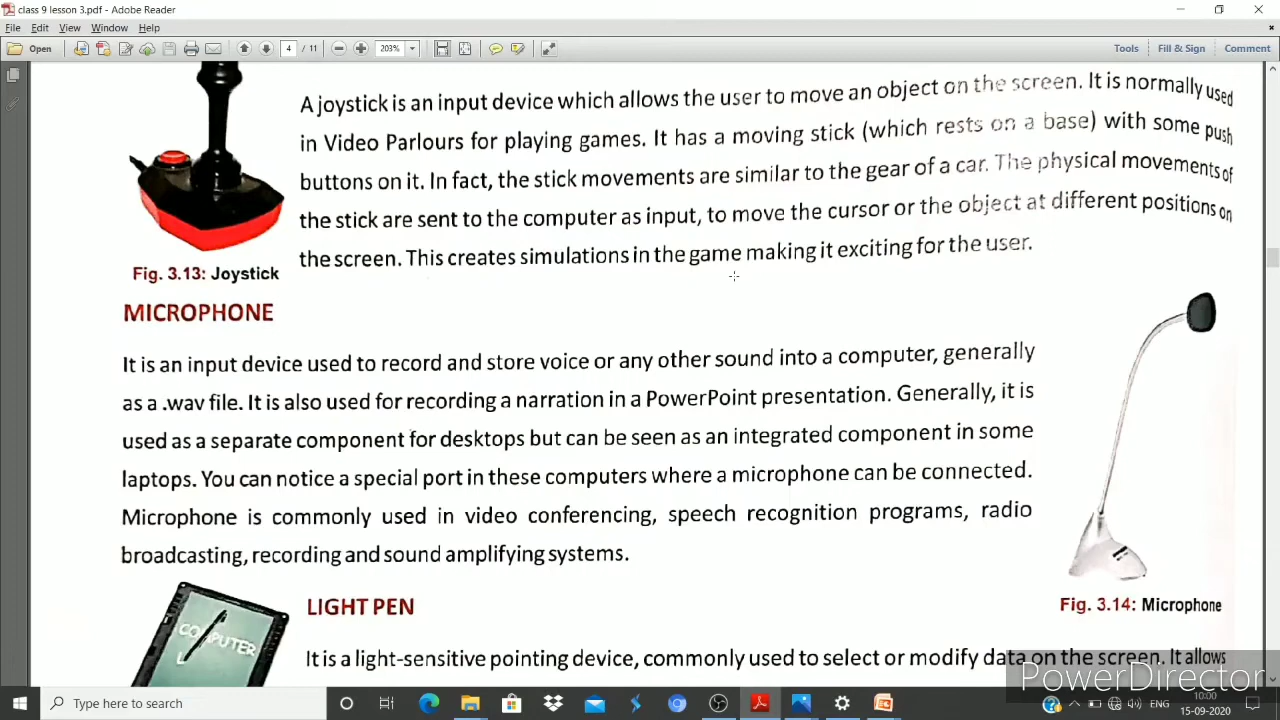 class 9 lesson 3.pdf - Adobe Reader
File Edit View Window Help
Open 4 / 11 203% Tools Fill & Sign Comment
A joystick is an input device which allows the user to move an object on the screen. It is normally used
in Video Parlours for playing games. It has a moving stick (which rests on a base) with some push
buttons on it. In fact, the stick movements are similar to the gear of a car. The physical movements of
the stick are sent to the computer as input, to move the cursor or the object at different positions on
the screen. This creates simulations in the game making it exciting for the user.
Fig. 3.13: Joystick
MICROPHONE
It is an input device used to record and store voice or any other sound into a computer, generally
as a .wav file. It is also used for recording a narration in a PowerPoint presentation. Generally, it is
used as a separate component for desktops but can be seen as an integrated component in some
laptops. You can notice a special port in these computers where a microphone can be connected.
Microphone is commonly used in video conferencing, speech recognition programs, radio
broadcasting, recording and sound amplifying systems.
Fig. 3.14: Microphone
COMPUTER
L
LIGHT PEN
It is a light-sensitive pointing device, commonly used to select or modify data on the screen. It allows
PowerDirector
Type here to search
ENG
10:00
15-09-2020